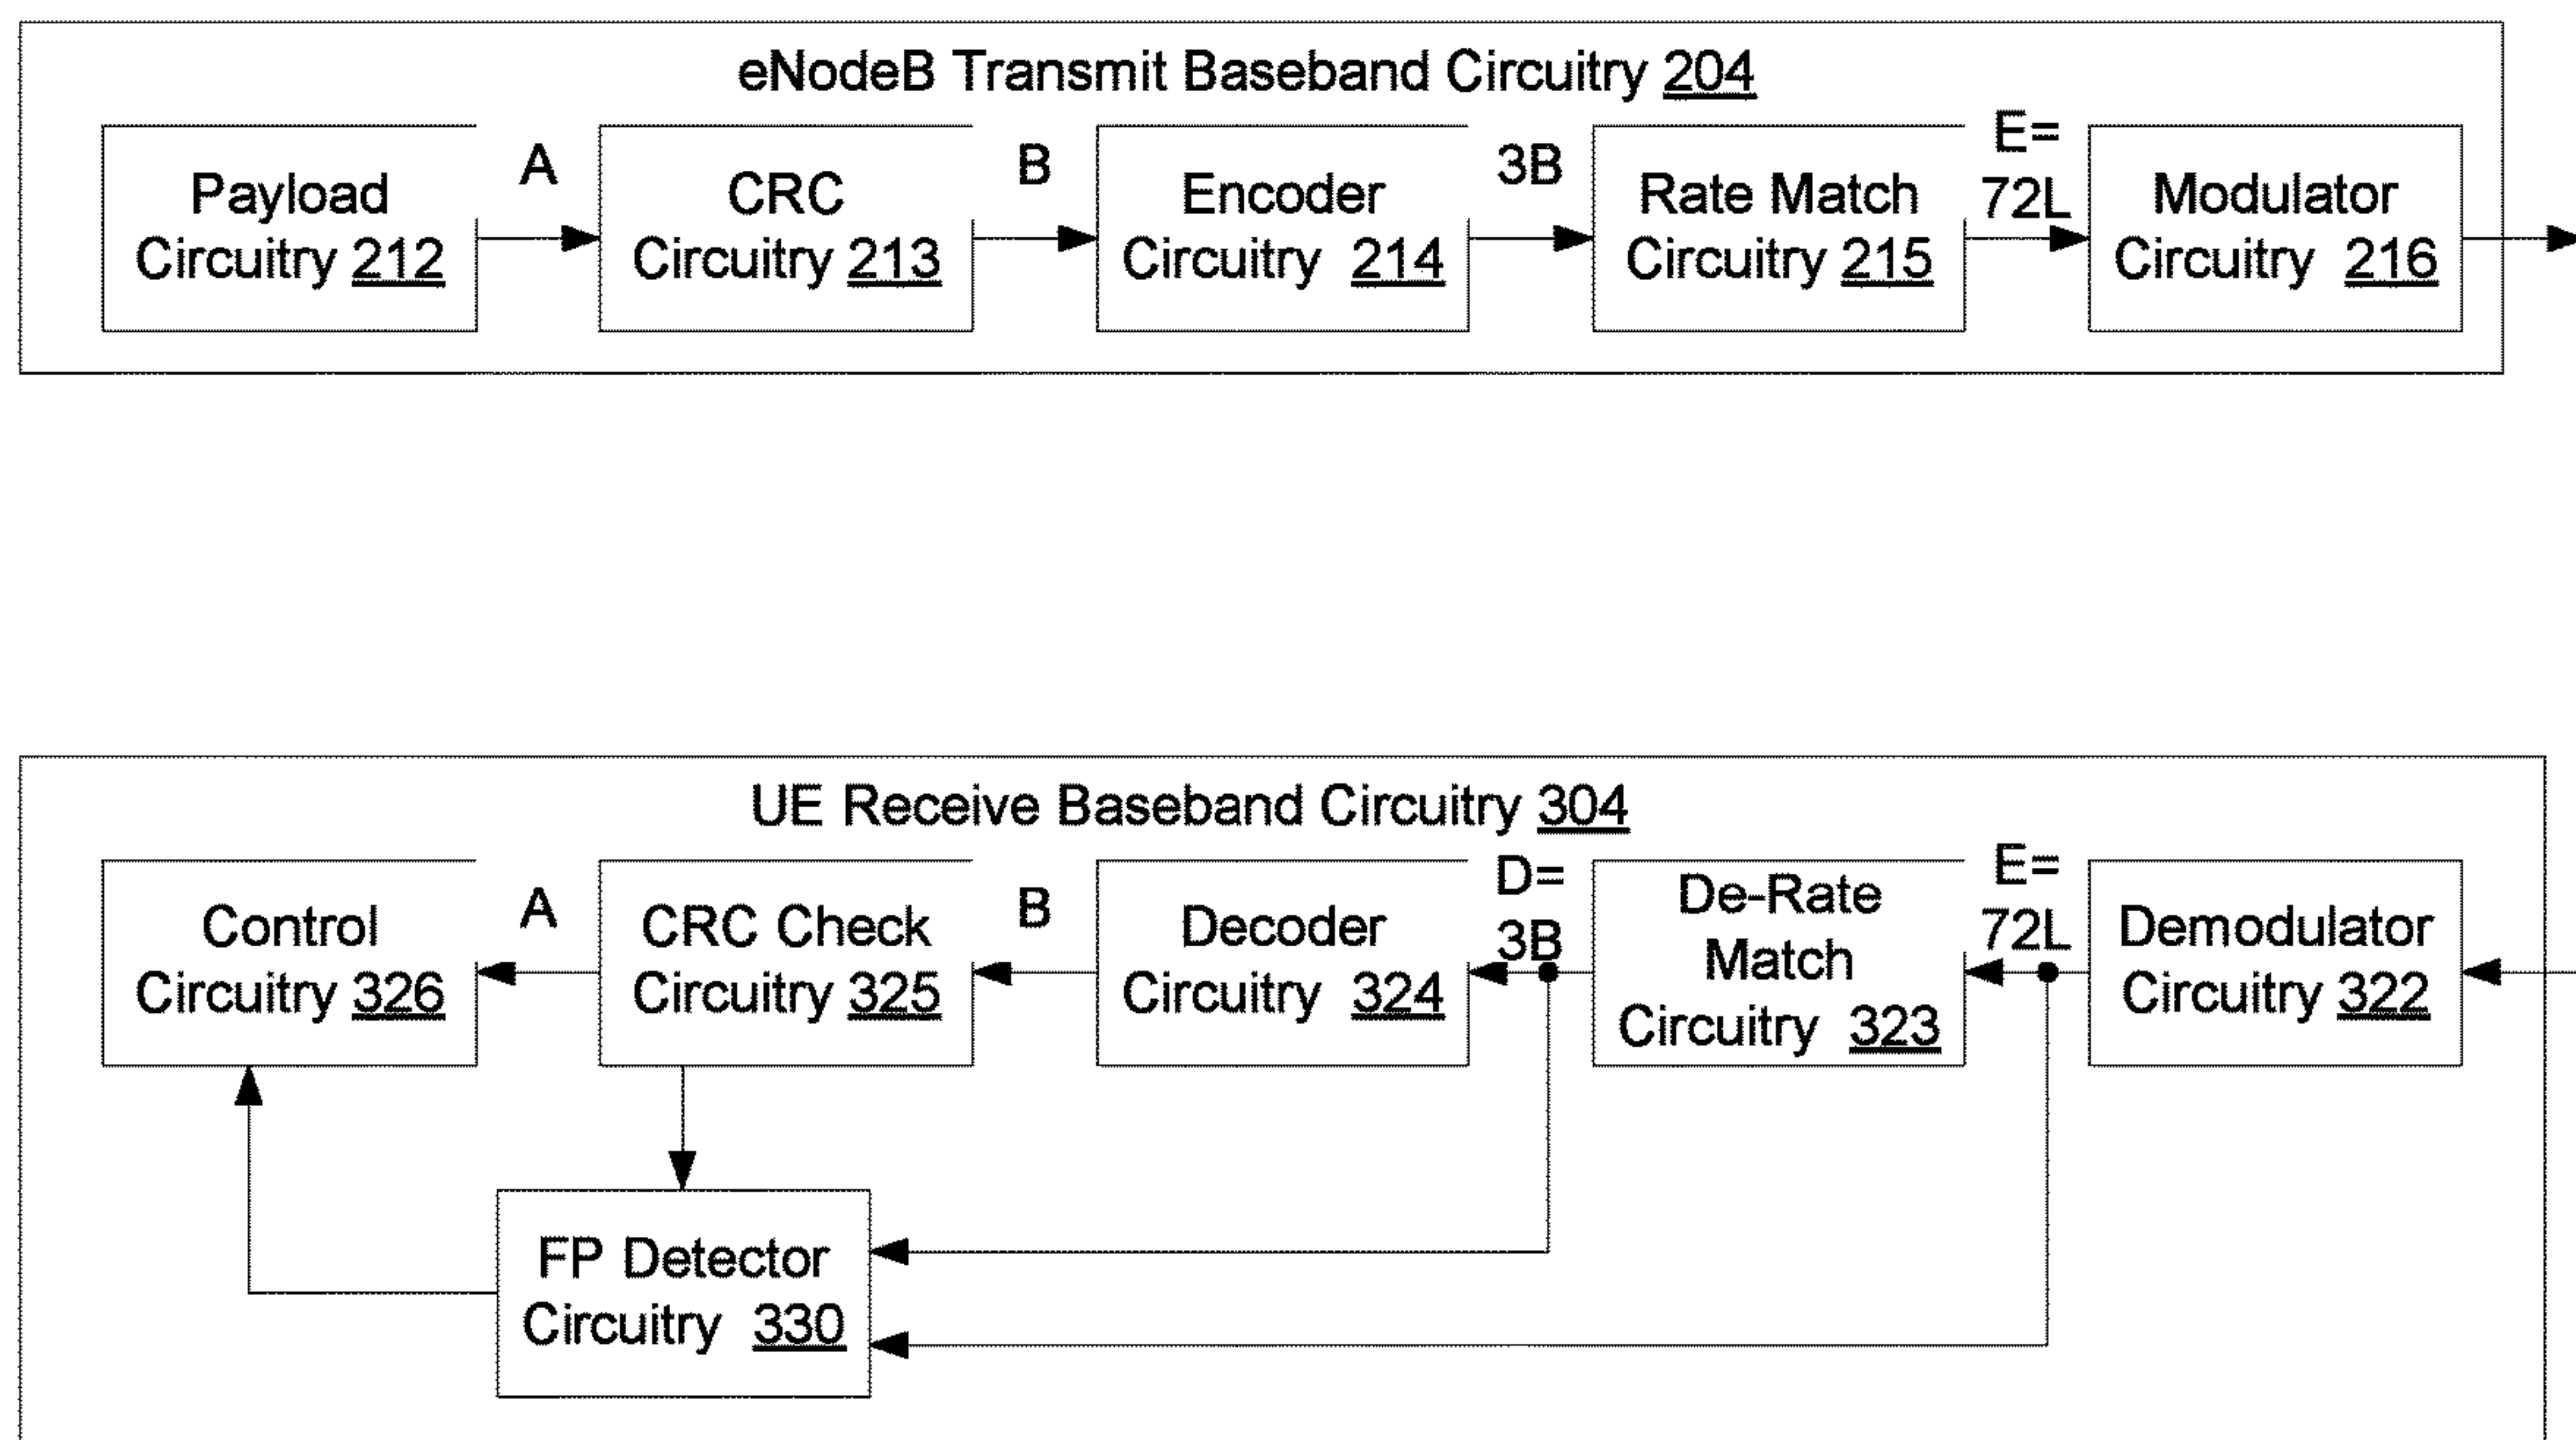 eNodeB Transmit Baseband Circuitry 204
Payload
Circuitry 212
A
CRC
Circuitry 213
B
Encoder
Circuitry 214
3B
Rate Match
Circuitry 215
E=
72L
Modulator
Circuitry 216
UE Receive Baseband Circuitry 304
Control
Circuitry 326
A
CRC Check
Circuitry 325
B
Decoder
Circuitry 324
D=
3B
De-Rate
Match
Circuitry 323
E=
72L
Demodulator
Circuitry 322
FP Detector
Circuitry 330